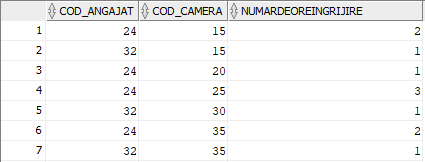 COD_ANGAJAT COD_CAMERA NUMARDEOREINGRIJIRE
1 24 15 2
2 32 15 1
3 24 20 1
4 24 25 3
5 32 30 1
6 24 35 2
7 32 35 1